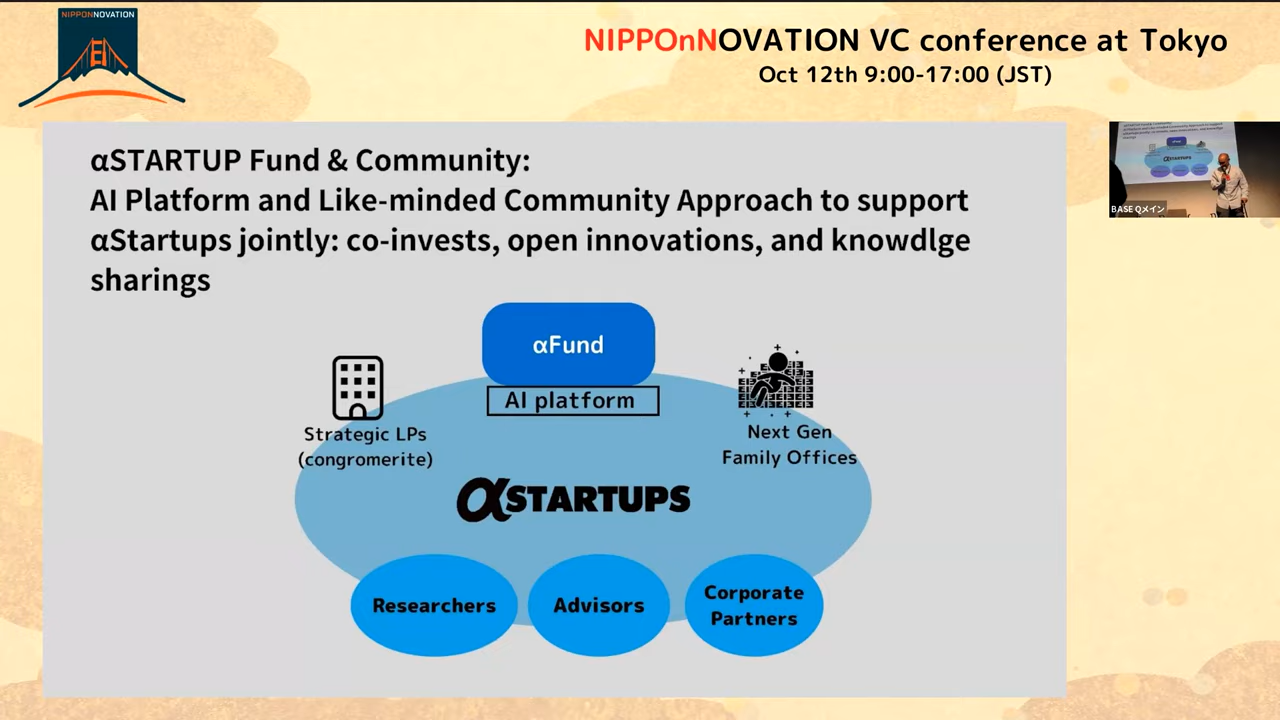 NIPPONNOVATION
NIPPOnNOVATION VC conference at Tokyo
Oct 12th 9:00-17:00 (JST)
αSTARTUP Fund & Community:
AI Platform and Like-minded Community Approach to support
αStartups jointly: co-invests, open innovations, and knowdlge
sharings
αFund
AI platform
Strategic LPs
(congromerite)
Next Gen
Family Offices
αSTARTUPS
Researchers
Advisors
Corporate
Partners
BASE Qメイン